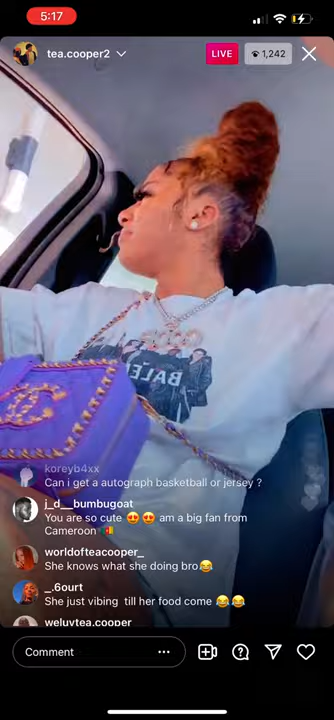 5:17
tea.cooper2
LIVE
1,242
BALE
koreyb4xx
Can i get a autograph basketball or jersey ?
j_d__bumbugoat
You are so cute 😍😍 am a big fan from
Cameroon 🇨🇲
worldofteacooper_
She knows what she doing bro😂
_.6ourt
She just vibing till her food come 😂😂
weluvtea.cooper
Comment